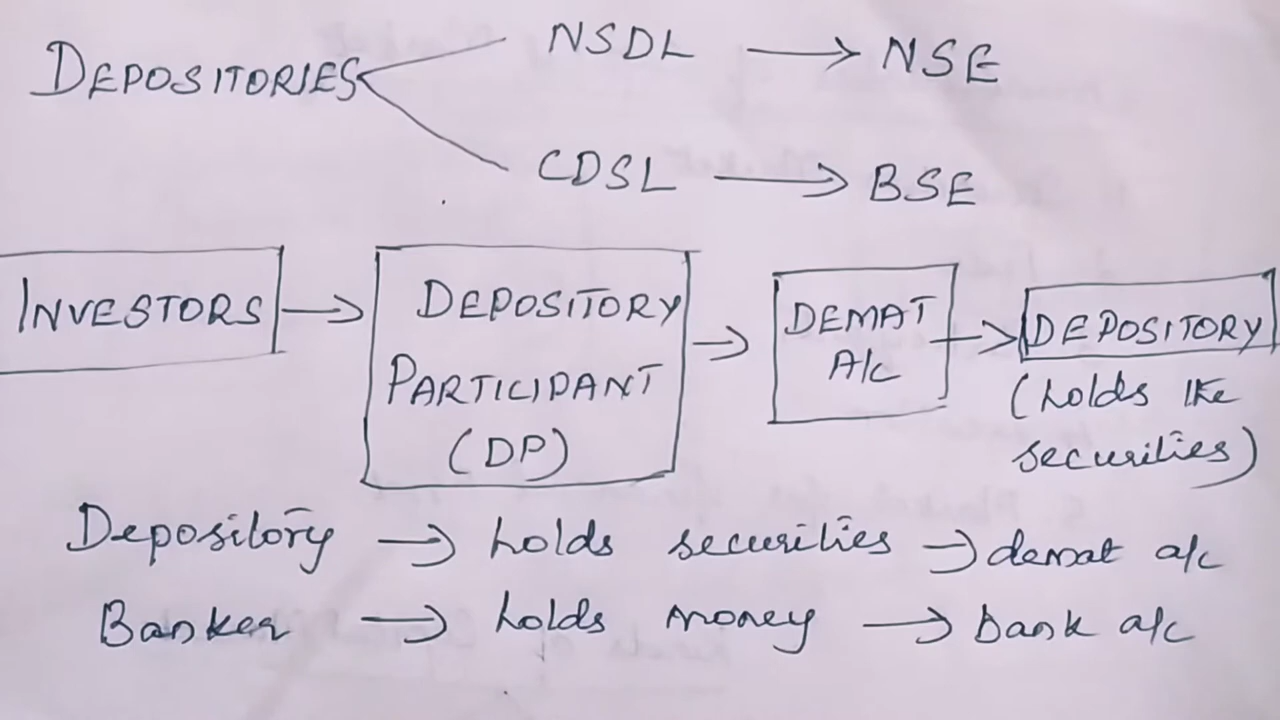 DEPOSITORIES
NSDL → NSE
CDSL → BSE
INVESTORS → DEPOSITORY PARTICIPANT (DP) → DEMAT A/c → DEPOSITORY
(holds the securities)
Depository → holds securities → demat a/c
Banker → holds money → bank a/c